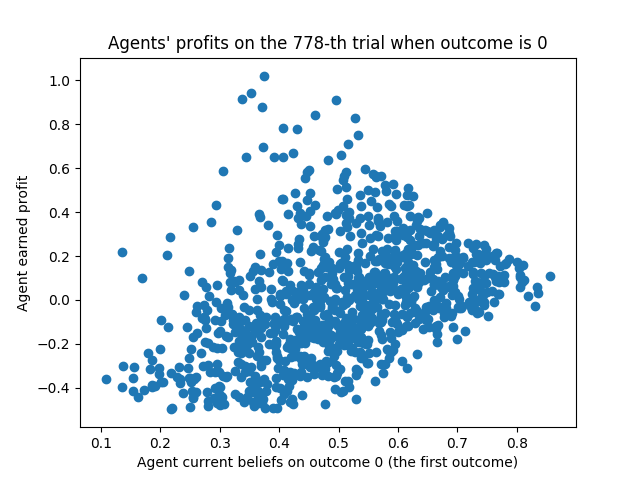 Agents' profits on the 778-th trial when outcome is 0
1.0
0.8
0.6
0.4
0.2
0.0
−0.2
−0.4
Agent earned profit
0.1 0.2 0.3 0.4 0.5 0.6 0.7 0.8
Agent current beliefs on outcome 0 (the first outcome)